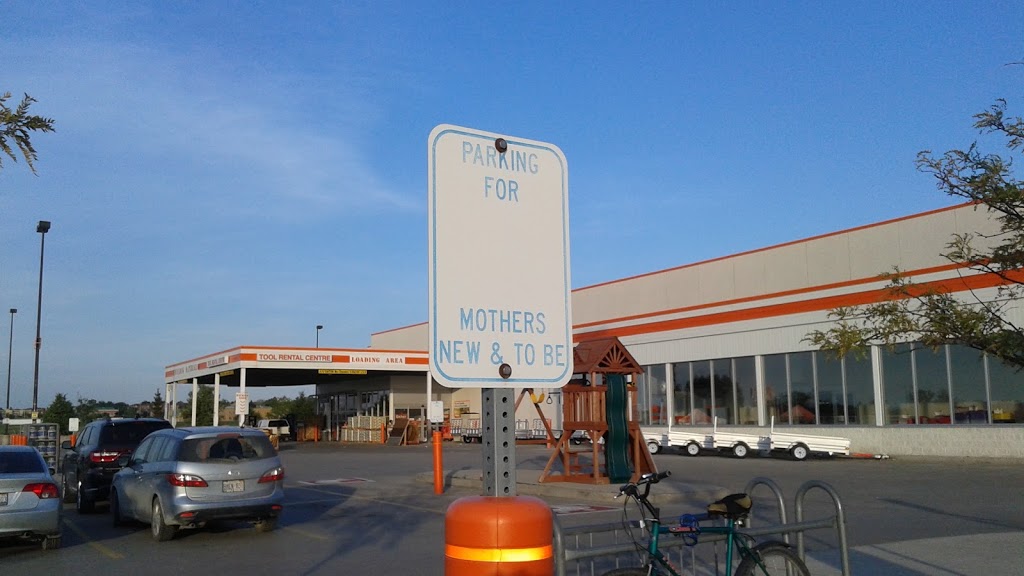 PARKING
FOR
MOTHERS
NEW & TO BE
TOOL RENTAL CENTRE
LOADING AREA